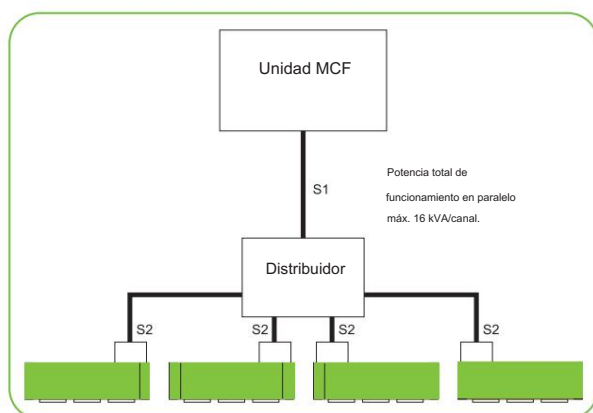 Unidad MCF
S1
Potencia total de
funcionamiento en paralelo
máx. 16 kVA/canal.
Distribuidor
S2
S2
S2
S2